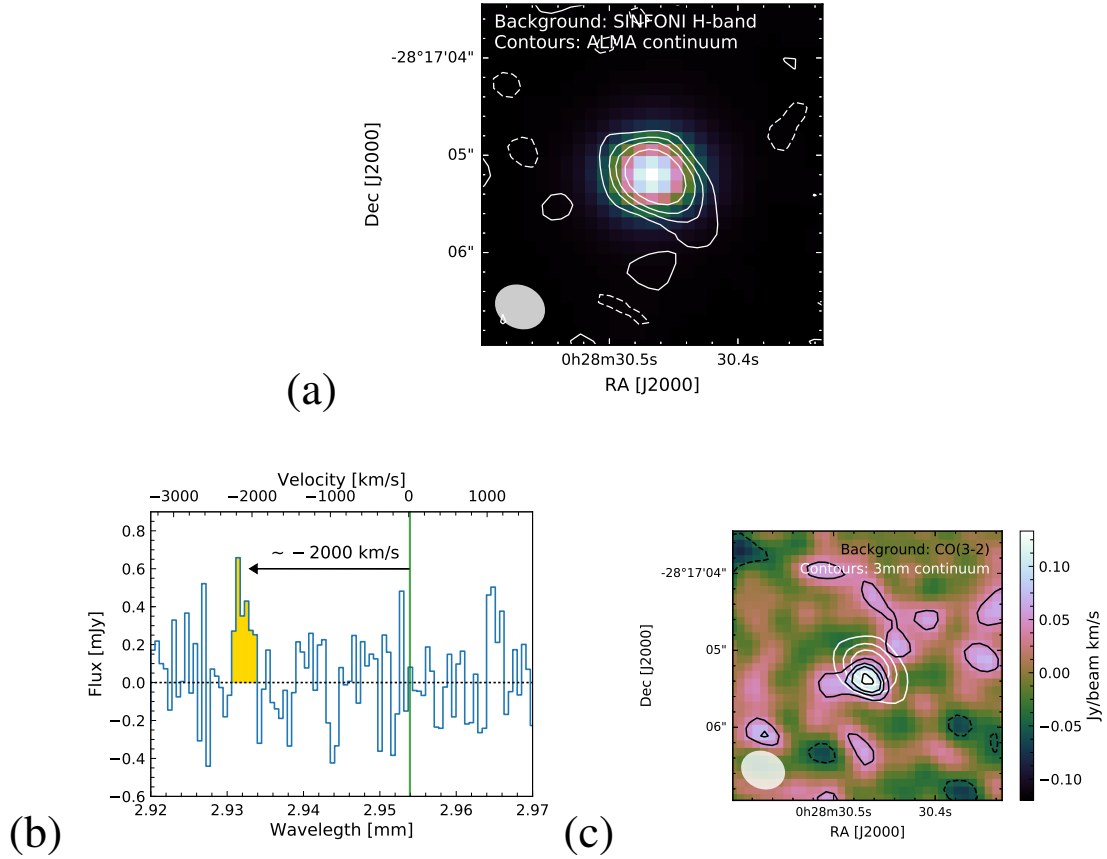 Background: SINFONI H-band
Contours: ALMA continuum
-28°17'04"
05"
06"
Dec [J2000]
0h28m30.5s
30.4s
RA [J2000]
(a)
Velocity [km/s]
−3000
−2000
−1000
0
1000
0.8
0.6
0.4
0.2
0.0
−0.2
−0.4
−0.6
Flux [mJy]
~ −2000 km/s
2.92
2.93
2.94
2.95
2.96
2.97
Wavelegth [mm]
(b)
Background: CO(3-2)
Contours: 3mm continuum
-28°17'04"
05"
06"
Dec [J2000]
0h28m30.5s
30.4s
RA [J2000]
0.10
0.05
0.00
−0.05
−0.10
Jy/beam km/s
(c)